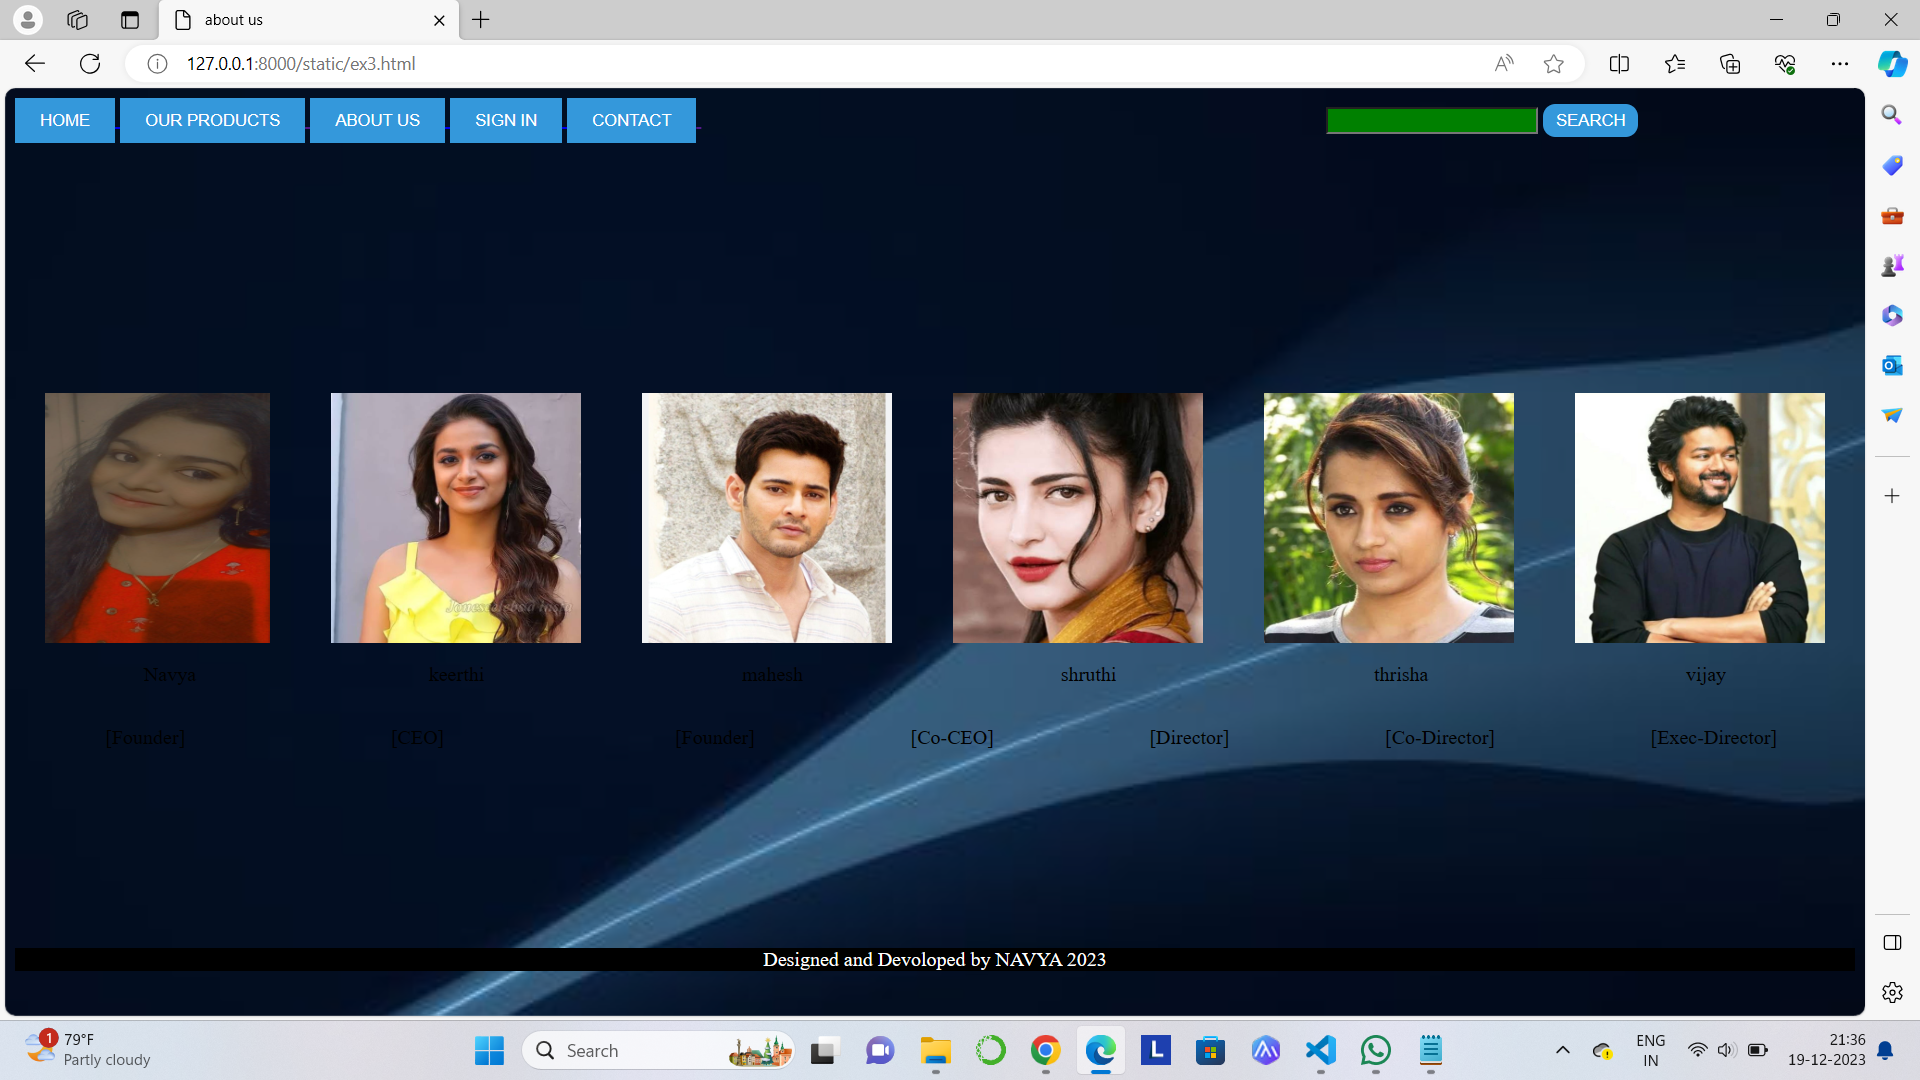 about us
127.0.0.1:8000/static/ex3.html
HOME
OUR PRODUCTS
ABOUT US
SIGN IN
CONTACT
SEARCH
Navya
keerthi
mahesh
shruthi
thrisha
vijay
[Founder]
[CEO]
[Founder]
[Co-CEO]
[Director]
[Co-Director]
[Exec-Director]
Designed and Devoloped by NAVYA 2023
1
79°F
Partly cloudy
Search
L
ENG
IN
21:36
19-12-2023